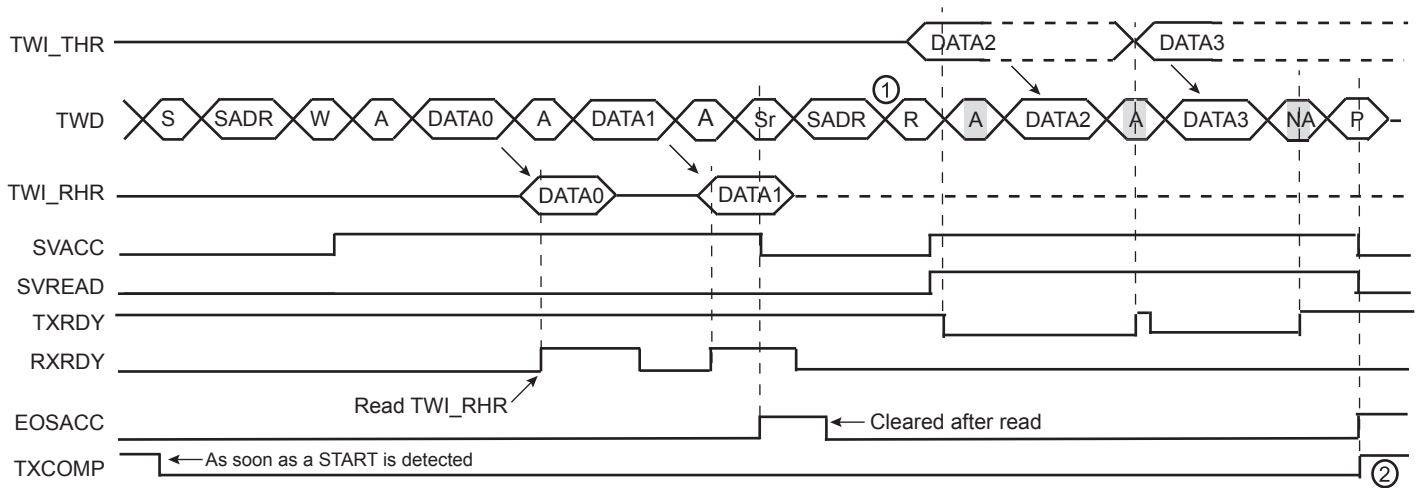 TWI_THR DATA2 DATA3
①
TWD S SADR W A DATA0 A DATA1 A Sr SADR R A DATA2 A DATA3 NA P
TWI_RHR DATA0 DATA1
SVACC
SVREAD
TXRDY
RXRDY
Read TWI_RHR
EOSACC Cleared after read
As soon as a START is detected
TXCOMP ②